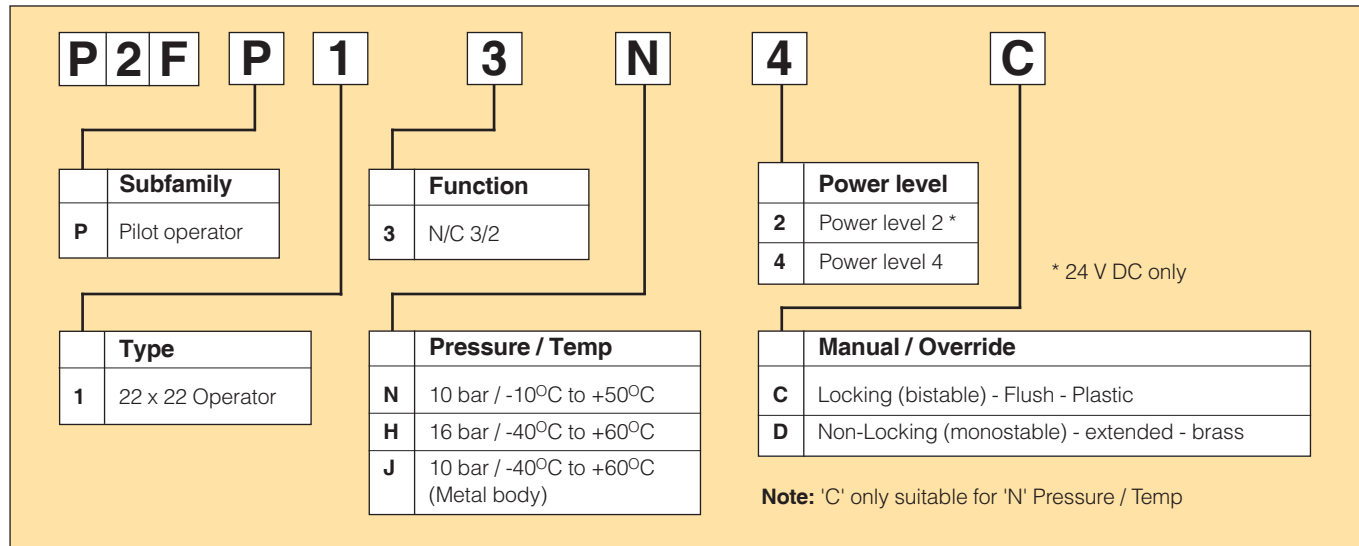 P2F P 1 3 N 4 C
Subfamily
P Pilot operator
Function
3 N/C 3/2
Power level
2 Power level 2 *
4 Power level 4
* 24 V DC only
Type
1 22 x 22 Operator
Pressure / Temp
N 10 bar / -10OC to +50OC
H 16 bar / -40OC to +60OC
J 10 bar / -40OC to +60OC
(Metal body)
Manual / Override
C Locking (bistable) - Flush - Plastic
D Non-Locking (monostable) - extended - brass
Note: 'C' only suitable for 'N' Pressure / Temp